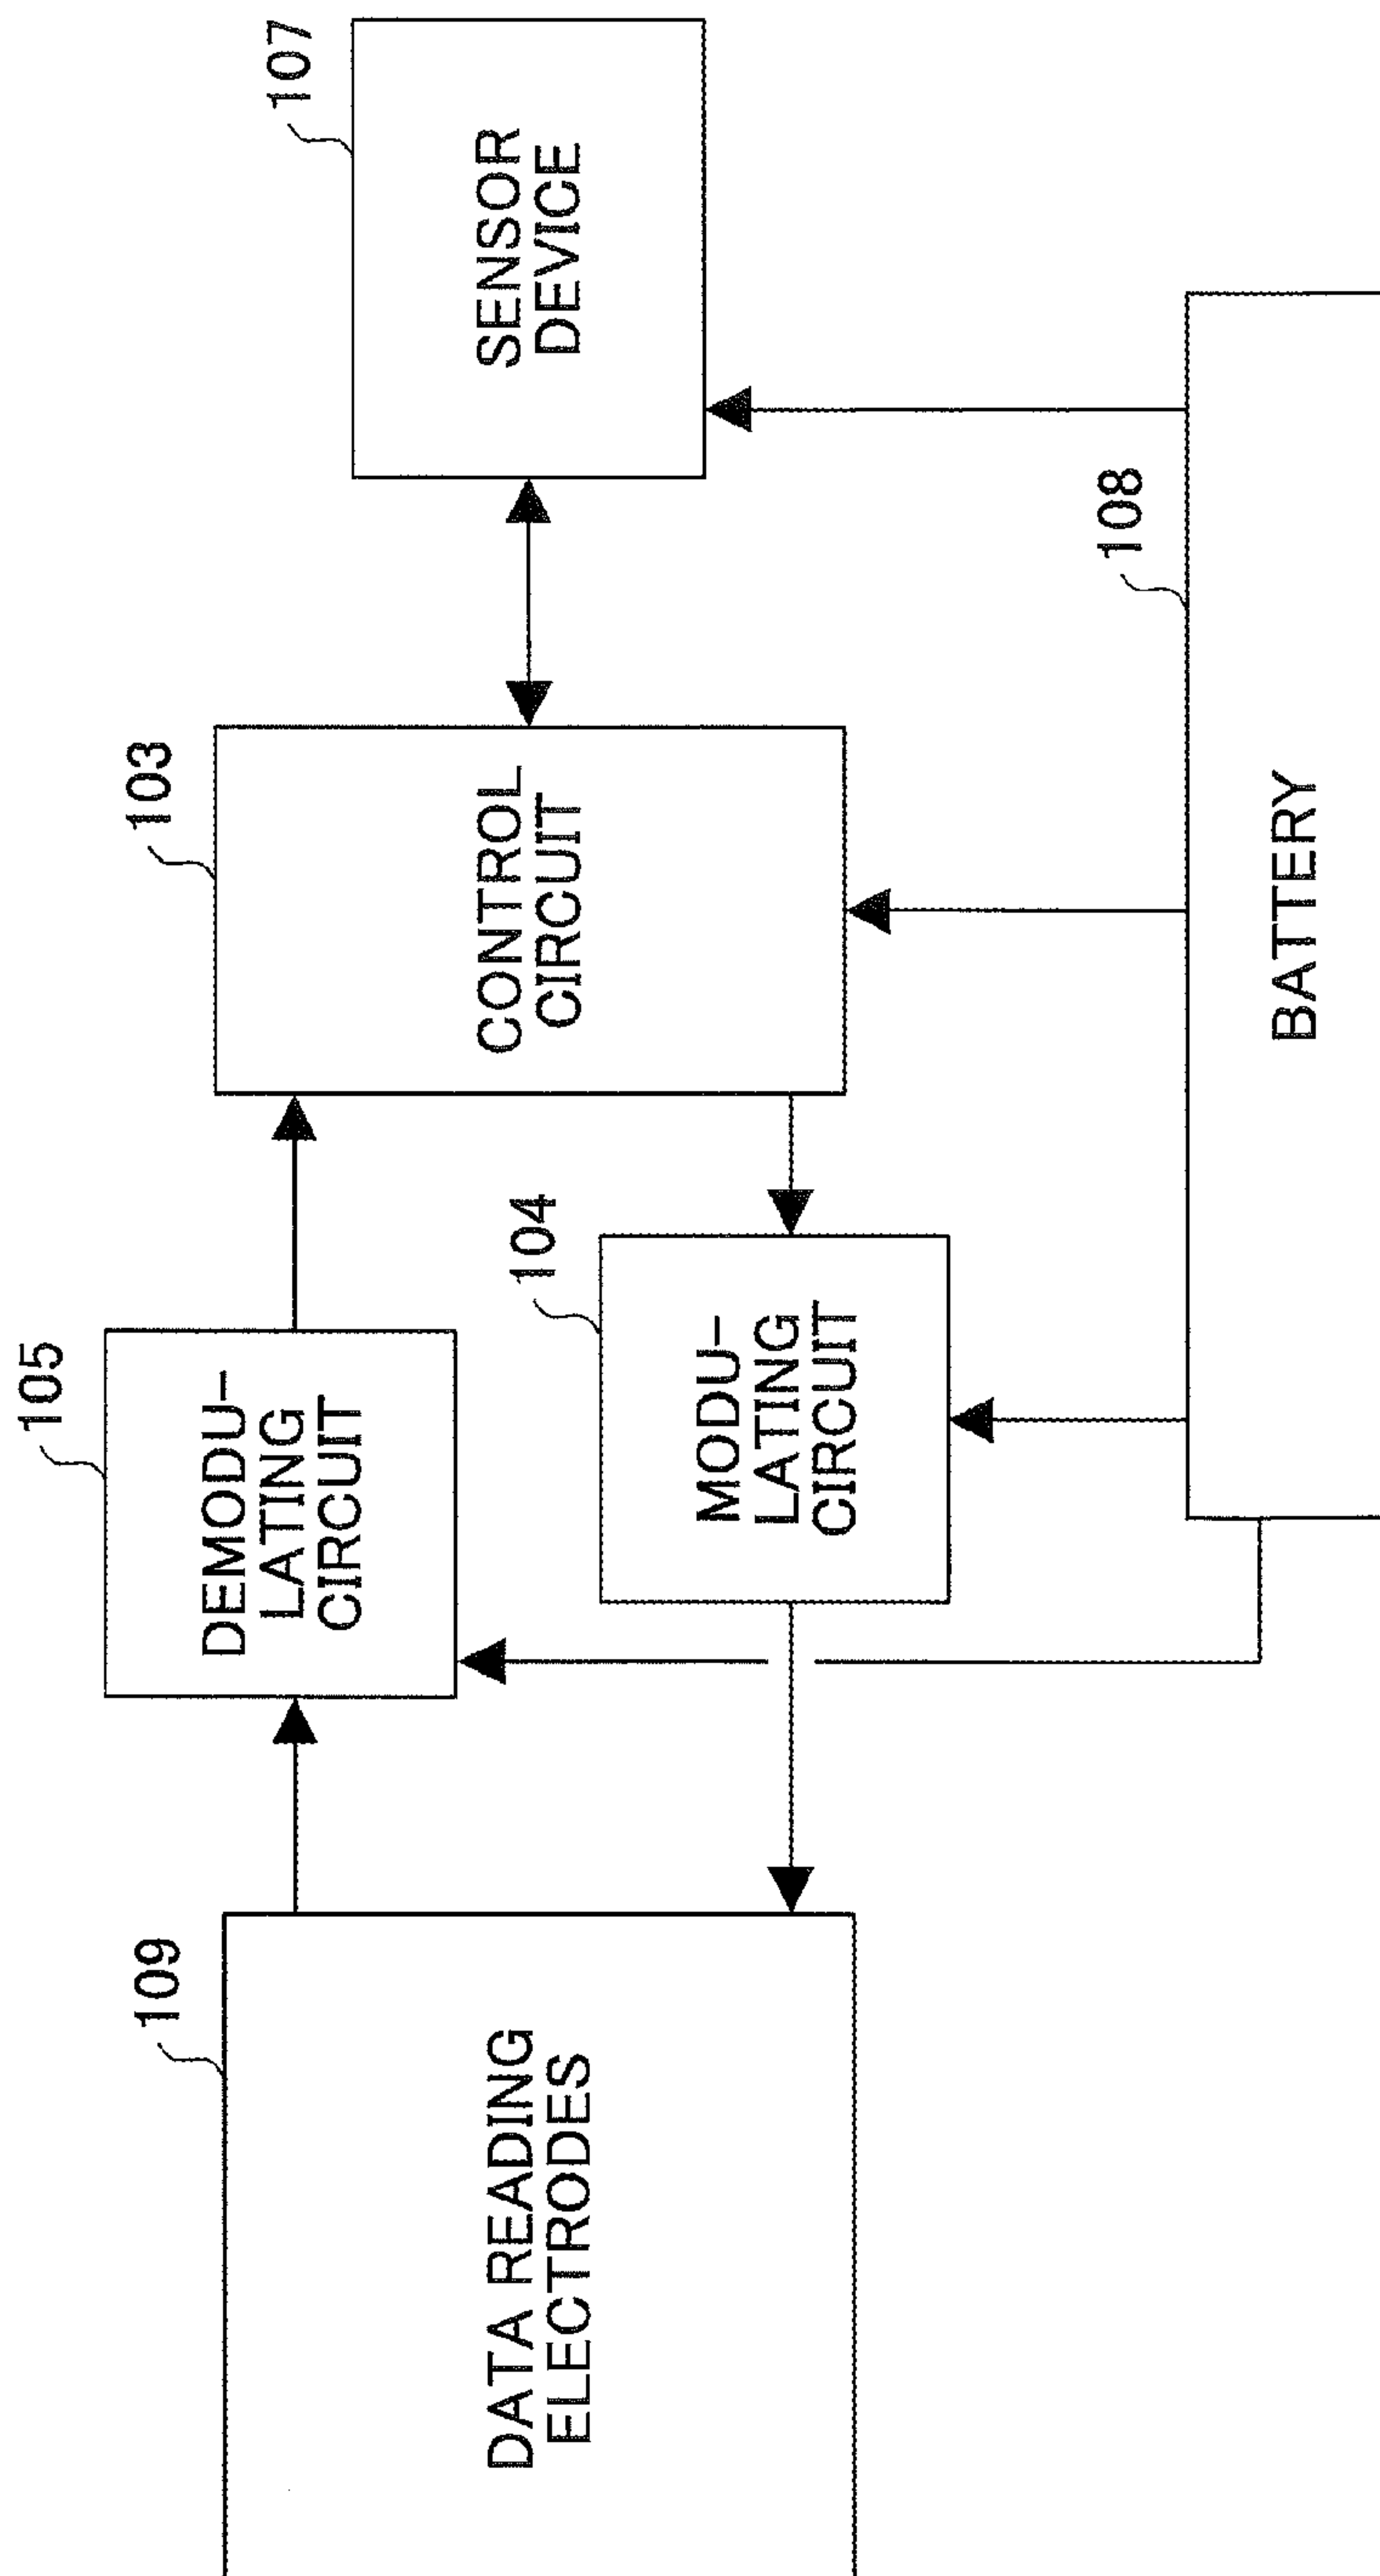 109
DATA READING
ELECTRODES
105
DEMODU-
LATING
CIRCUIT
104
MODU-
LATING
CIRCUIT
103
CONTROL
CIRCUIT
107
SENSOR
DEVICE
108
BATTERY